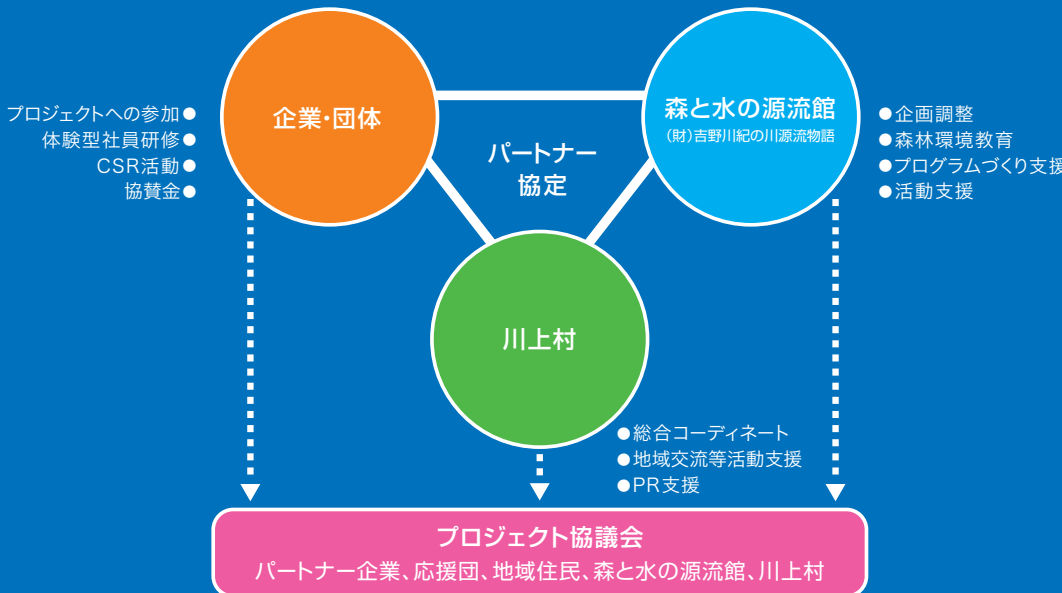 プロジェクトへの参加●
体験型社員研修●
CSR活動●
協賛金●
企業・団体
パートナー
協定
森と水の源流館
(財)吉野川紀の川源流物語
●企画調整
●森林環境教育
●プログラムづくり支援
●活動支援
川上村
●総合コーディネート
●地域交流等活動支援
●PR支援
プロジェクト協議会
パートナー企業、応援団、地域住民、森と水の源流館、川上村